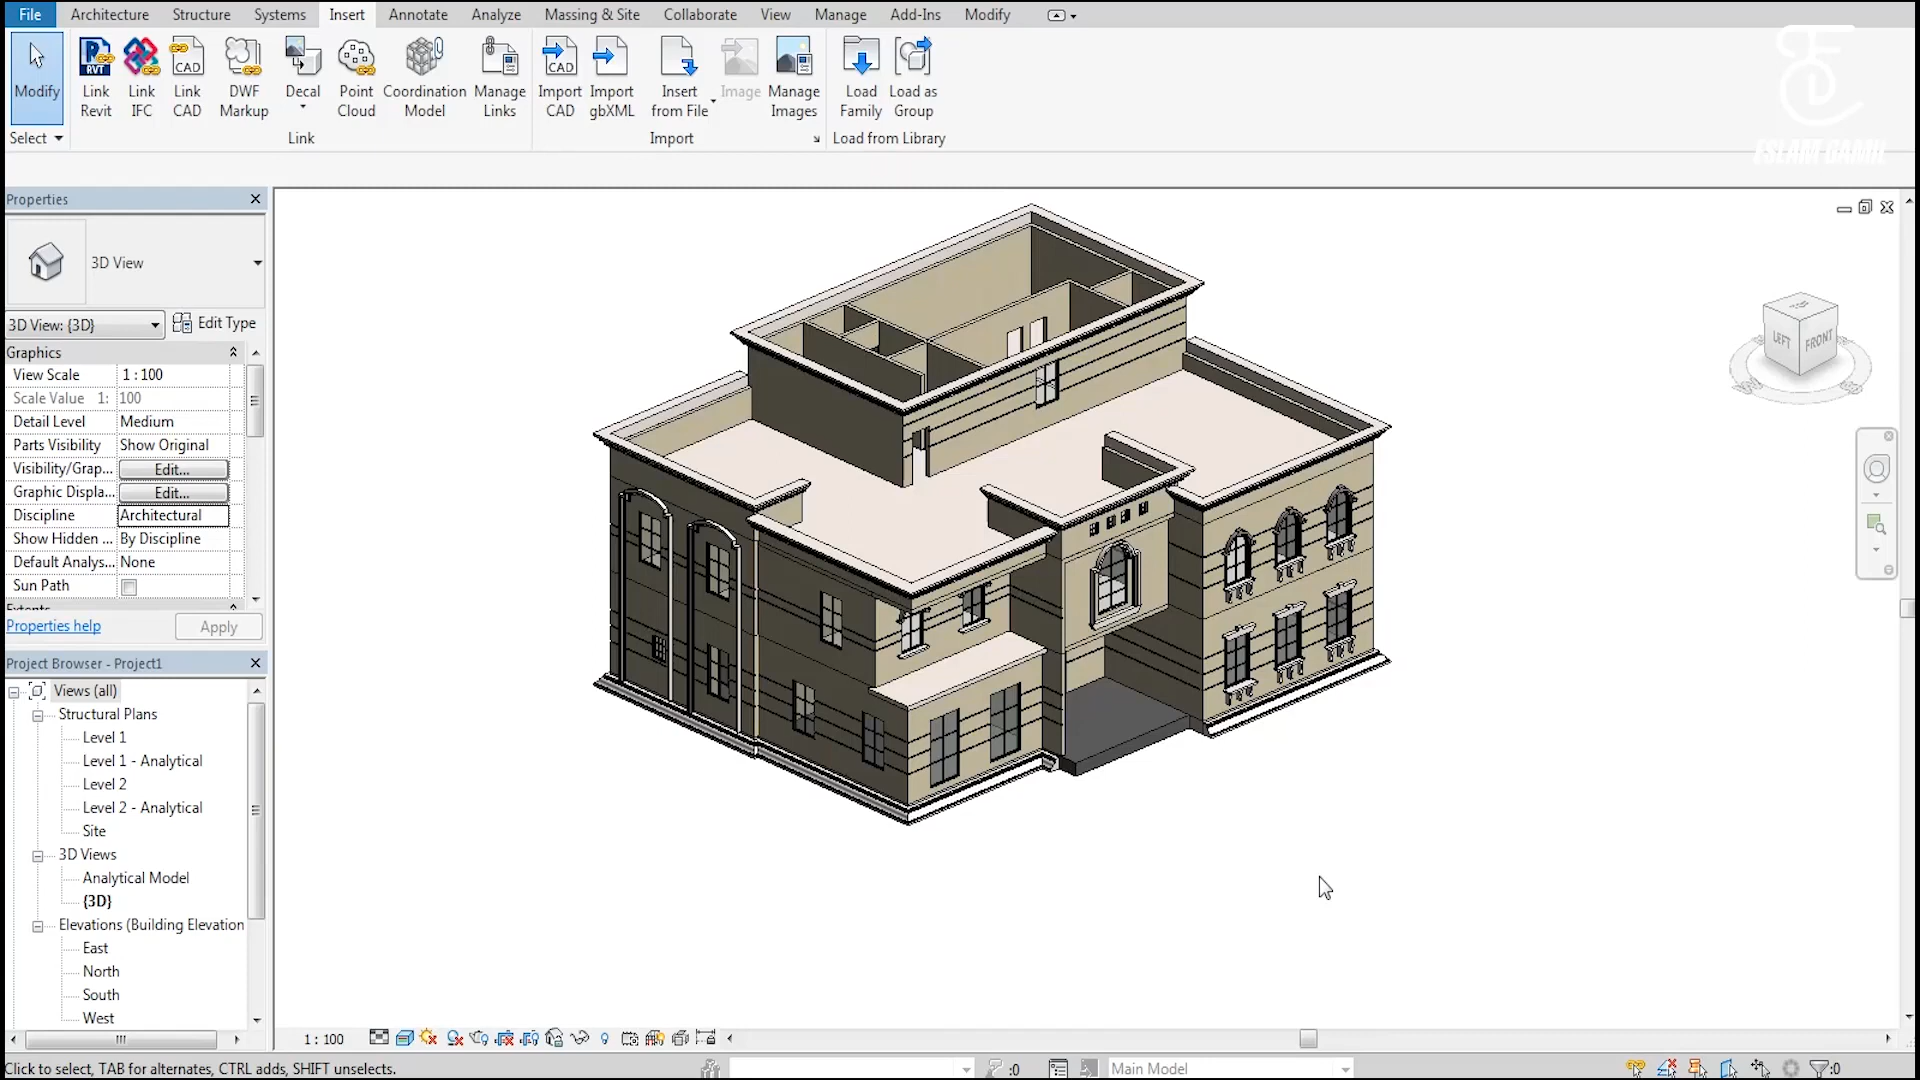 File Architecture Structure Systems Insert Annotate Analyze Massing & Site Collaborate View Manage Add-Ins Modify
Modify
Link Revit
Link IFC
Link CAD
DWF Markup
Decal
Point Cloud
Coordination Model
Manage Links
Import CAD
Import gbXML
Insert from File
Image
Manage Images
Load Family
Load as Group
Select Link Import Load from Library
RVT
CAD
CAD
ESLAM GAMIL
Properties
3D View
3D View: {3D} Edit Type
Graphics
View Scale 1 : 100
Scale Value 1: 100
Detail Level Medium
Parts Visibility Show Original
Visibility/Grap... Edit...
Graphic Displa... Edit...
Discipline Architectural
Show Hidden ... By Discipline
Default Analys... None
Sun Path
Extents
Properties help Apply
Project Browser - Project1
Views (all)
Structural Plans
Level 1
Level 1 - Analytical
Level 2
Level 2 - Analytical
Site
3D Views
Analytical Model
{3D}
Elevations (Building Elevation
East
North
South
West
LEFT FRONT
1 : 100
Click to select, TAB for alternates, CTRL adds, SHIFT unselects.
:0
Main Model
:0